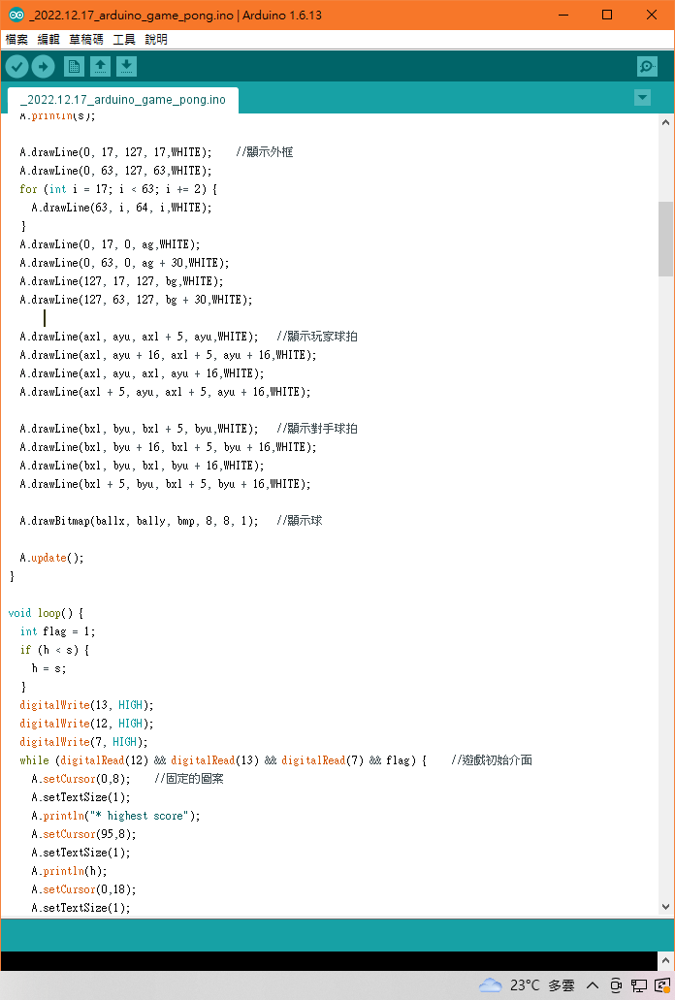 _2022.12.17_arduino_game_pong.ino | Arduino 1.6.13
檔案 編輯 草稿碼 工具 說明
_2022.12.17_arduino_game_pong.ino
A.println(s);
A.drawLine(0, 17, 127, 17,WHITE); //顯示外框
A.drawLine(0, 63, 127, 63,WHITE);
for (int i = 17; i < 63; i += 2) {
A.drawLine(63, i, 64, i,WHITE);
}
A.drawLine(0, 17, 0, ag,WHITE);
A.drawLine(0, 63, 0, ag + 30,WHITE);
A.drawLine(127, 17, 127, bg,WHITE);
A.drawLine(127, 63, 127, bg + 30,WHITE);
A.drawLine(axl, ayu, axl + 5, ayu,WHITE); //顯示玩家球拍
A.drawLine(axl, ayu + 16, axl + 5, ayu + 16,WHITE);
A.drawLine(axl, ayu, axl, ayu + 16,WHITE);
A.drawLine(axl + 5, ayu, axl + 5, ayu + 16,WHITE);
A.drawLine(bxl, byu, bxl + 5, byu,WHITE); //顯示對手球拍
A.drawLine(bxl, byu + 16, bxl + 5, byu + 16,WHITE);
A.drawLine(bxl, byu, bxl, byu + 16,WHITE);
A.drawLine(bxl + 5, byu, bxl + 5, byu + 16,WHITE);
A.drawBitmap(ballx, bally, bmp, 8, 8, 1); //顯示球
A.update();
}
void loop() {
int flag = 1;
if (h < s) {
h = s;
}
digitalWrite(13, HIGH);
digitalWrite(12, HIGH);
digitalWrite(7, HIGH);
while (digitalRead(12) && digitalRead(13) && digitalRead(7) && flag) { //遊戲初始介面
A.setCursor(0,8); //固定的圖案
A.setTextSize(1);
A.println("* highest score");
A.setCursor(95,8);
A.setTextSize(1);
A.println(h);
A.setCursor(0,18);
A.setTextSize(1);
23°C 多雲